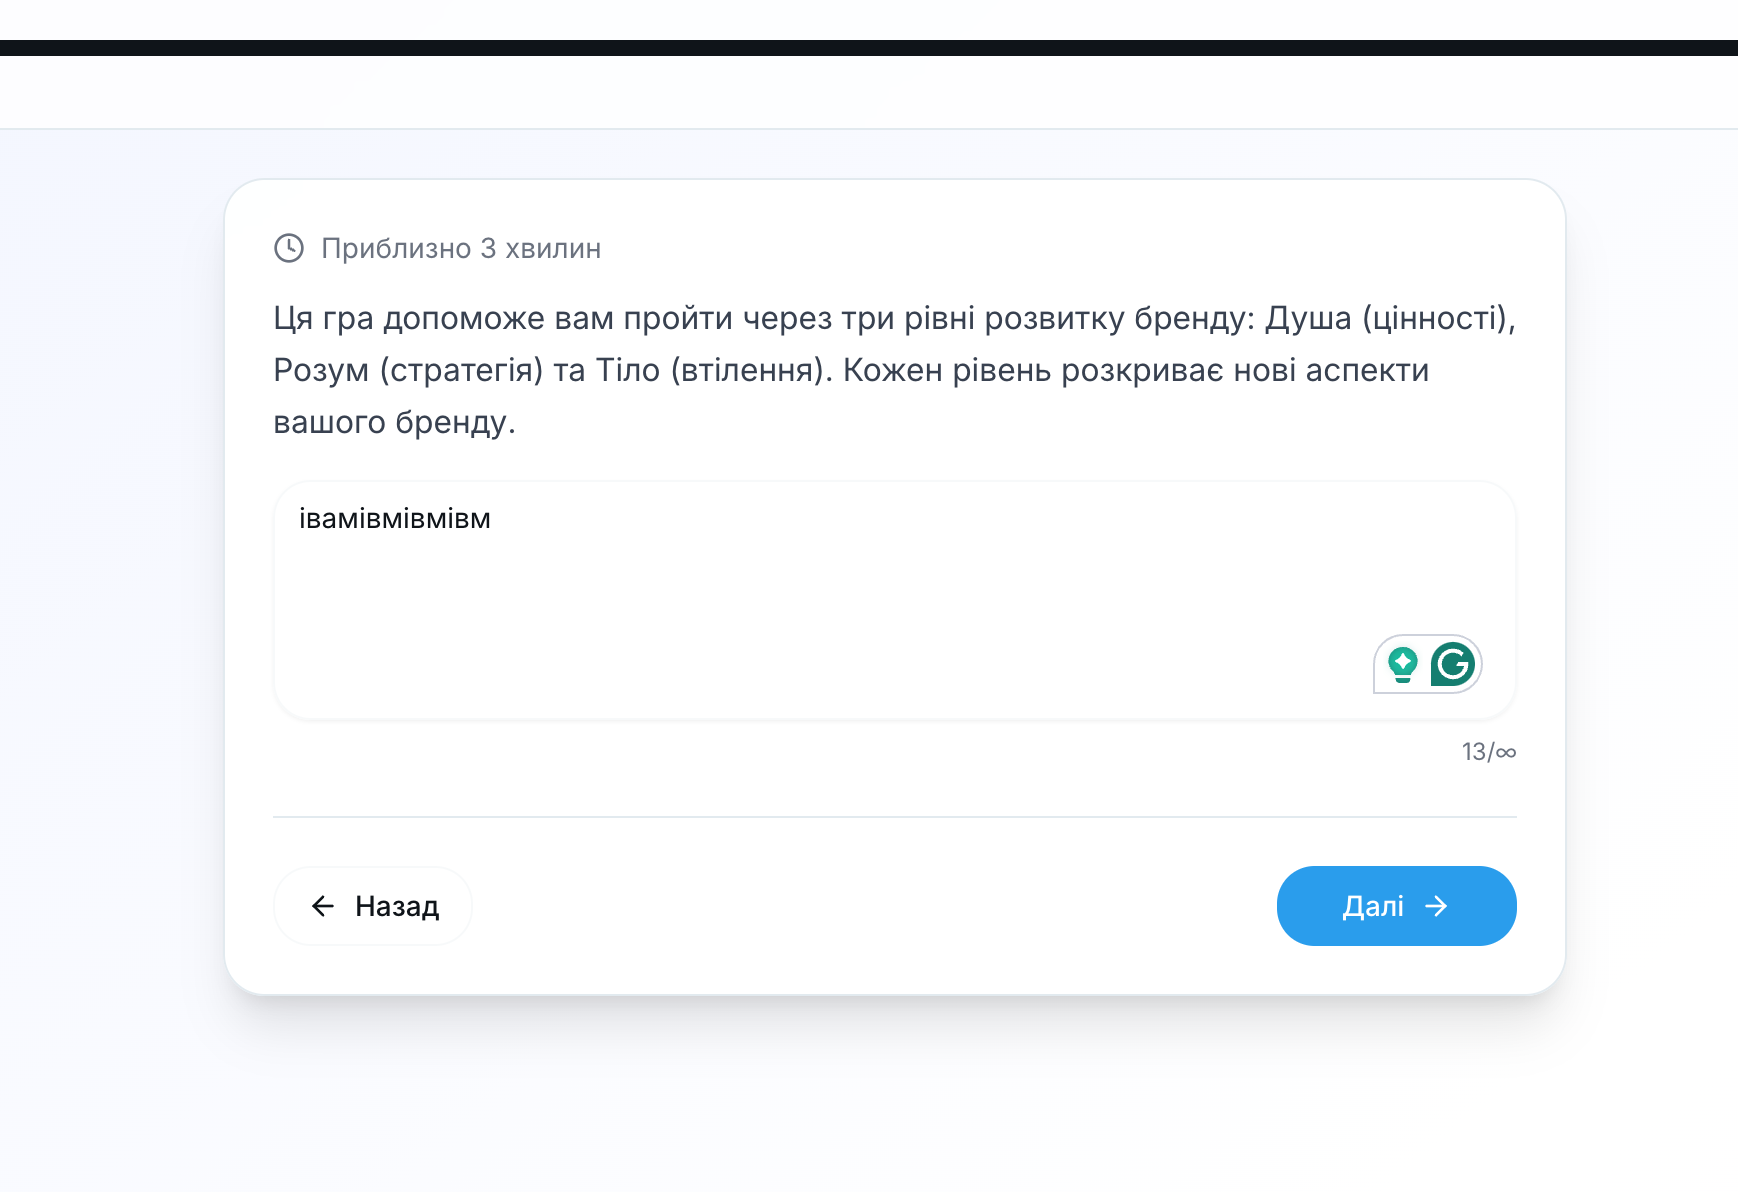 Приблизно 3 хвилин
Ця гра допоможе вам пройти через три рівні розвитку бренду: Душа (цінності),
Розум (стратегія) та Тіло (втілення). Кожен рівень розкриває нові аспекти
вашого бренду.
івамівмівмівм
13/∞
Назад
Далі